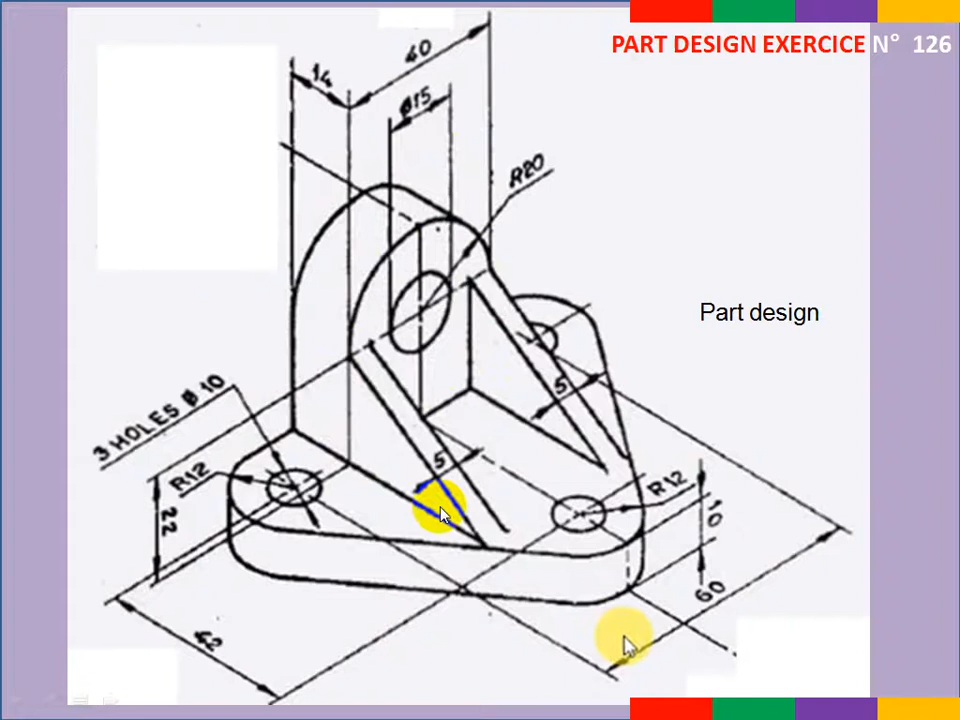 PART DESIGN EXERCICE N° 126
40
14
ø15
R20
Part design
5
3 HOLES ø 10
5
R12
R12
22
10
60
42